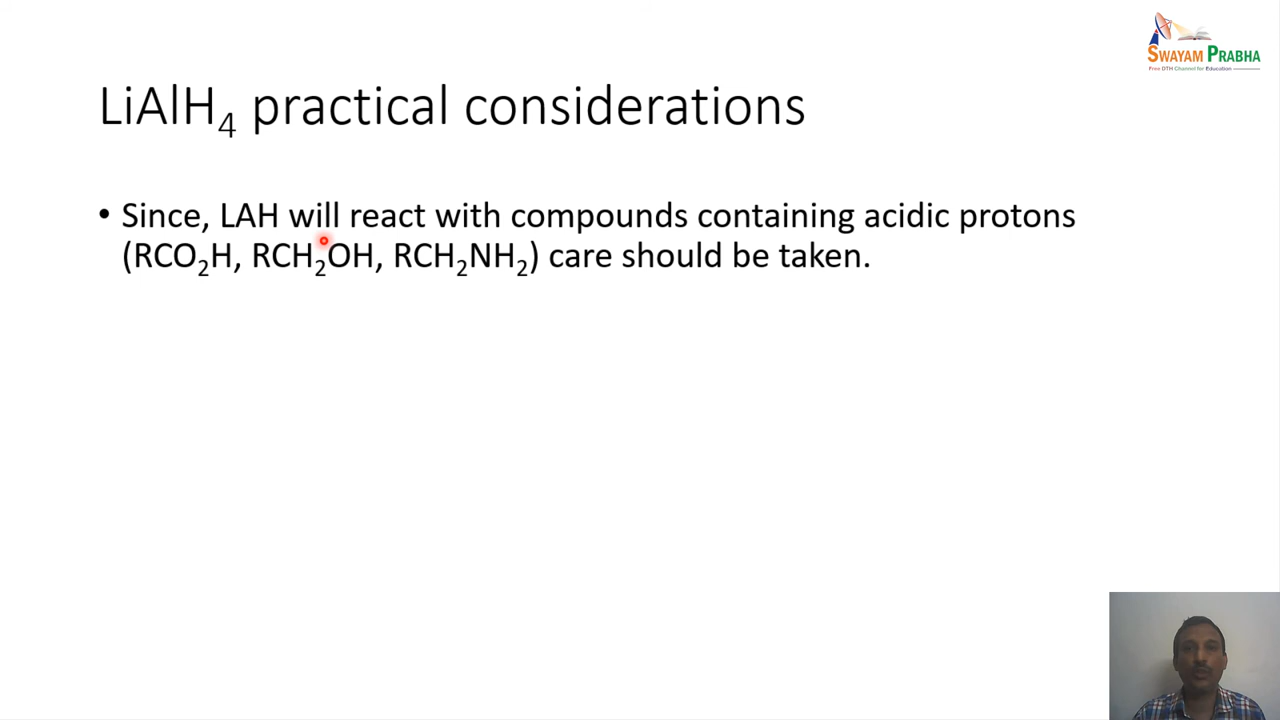 SWAYAM PRABHA
Free DTH Channel for Education
LiAlH₄ practical considerations
• Since, LAH will react with compounds containing acidic protons
(RCO₂H, RCH₂OH, RCH₂NH₂) care should be taken.